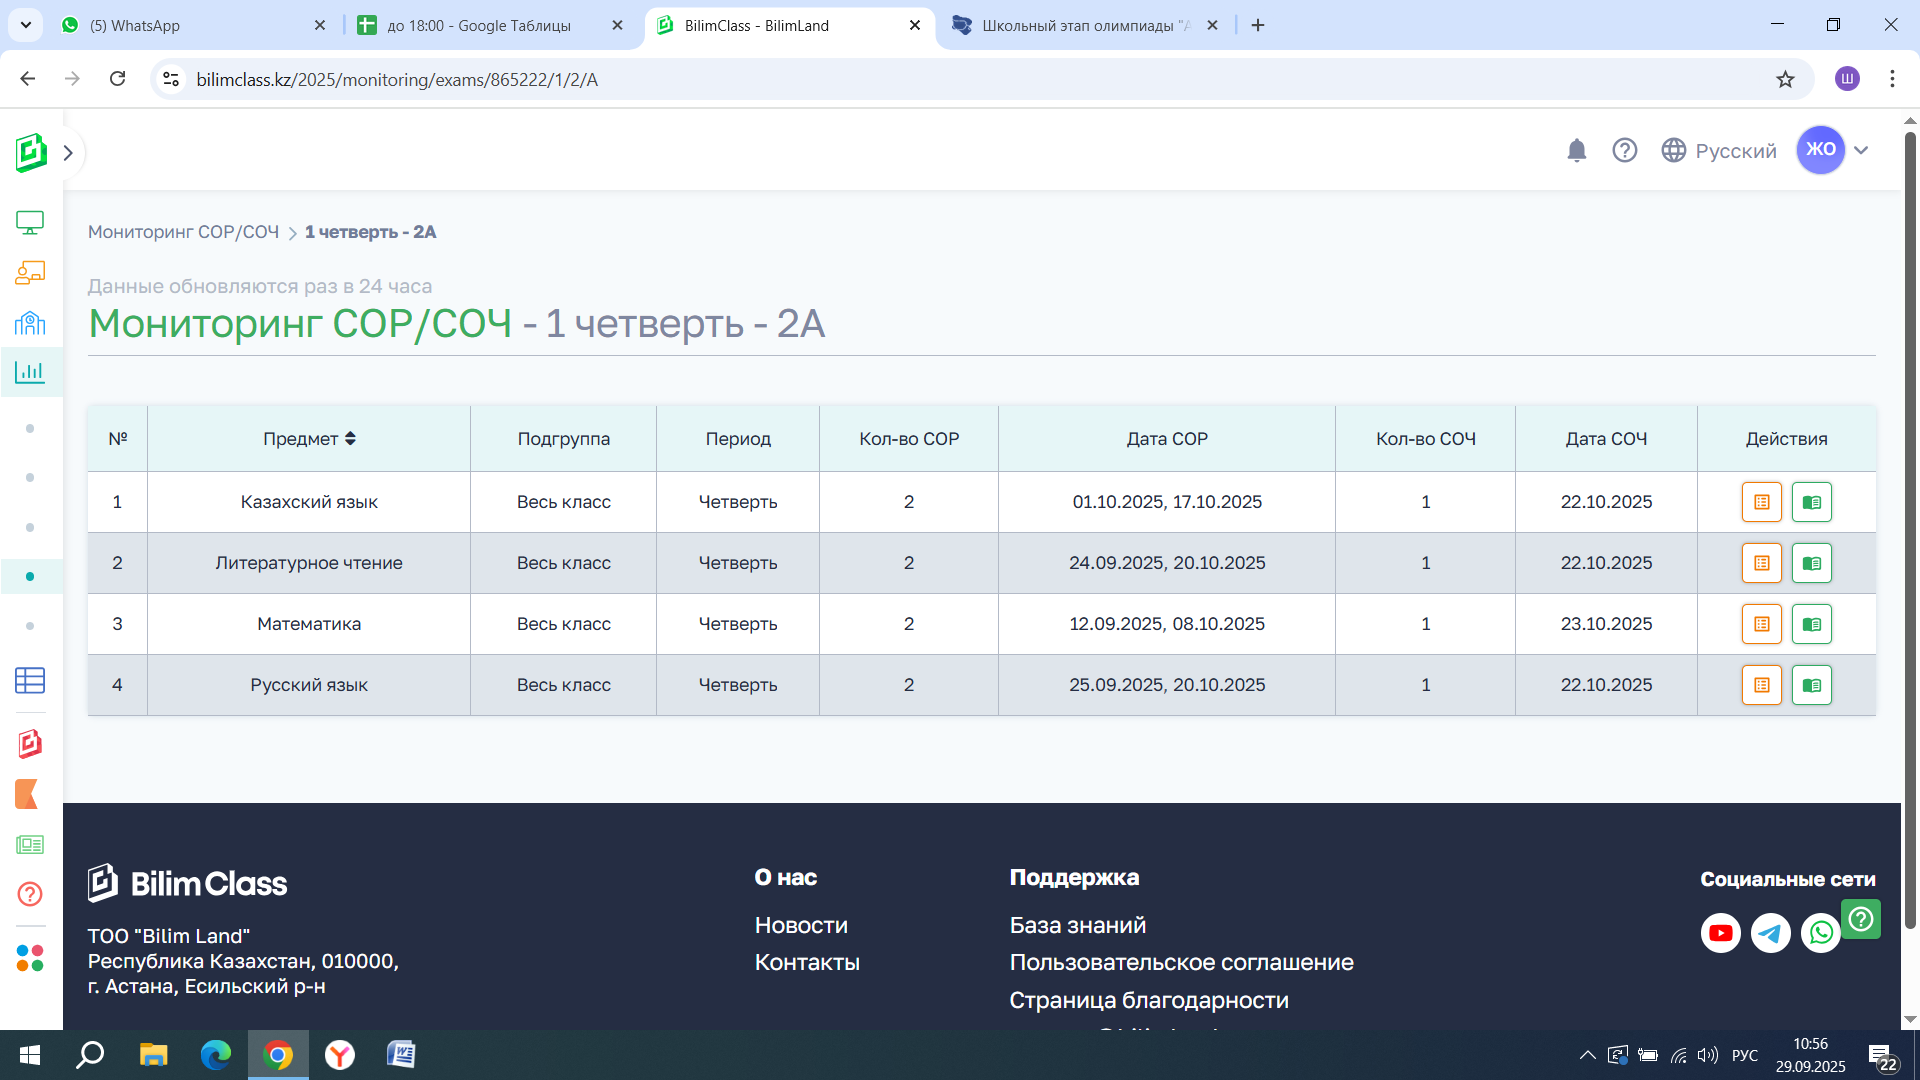 (5) WhatsApp
до 18:00 - Google Таблицы
BilimClass - BilimLand
Школьный этап олимпиады "А
bilimclass.kz/2025/monitoring/exams/865222/1/2/A
Ш
Русский
ЖО
Мониторинг СОР/СОЧ
1 четверть - 2А
Данные обновляются раз в 24 часа
Мониторинг СОР/СОЧ - 1 четверть - 2А
№ Предмет Подгруппа Период Кол-во СОР Дата СОР Кол-во СОЧ Дата СОЧ Действия
1 Казахский язык Весь класс Четверть 2 01.10.2025, 17.10.2025 1 22.10.2025
2 Литературное чтение Весь класс Четверть 2 24.09.2025, 20.10.2025 1 22.10.2025
3 Математика Весь класс Четверть 2 12.09.2025, 08.10.2025 1 23.10.2025
4 Русский язык Весь класс Четверть 2 25.09.2025, 20.10.2025 1 22.10.2025
Bilim Class
ТОО "Bilim Land"
Республика Казахстан, 010000,
г. Астана, Есильский р-н
О нас
Новости
Контакты
Поддержка
База знаний
Пользовательское соглашение
Страница благодарности
Социальные сети
РУС
10:56
29.09.2025
22